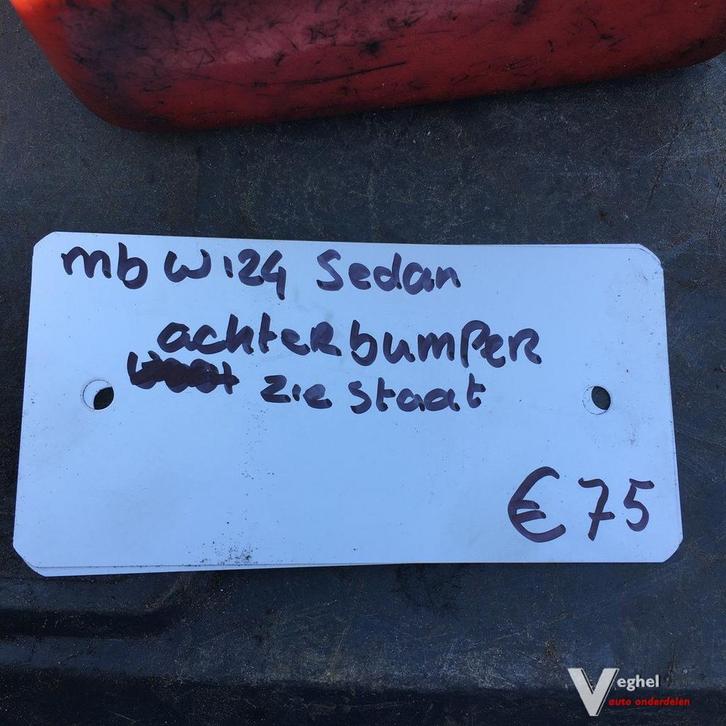 mb W124 Sedan
achterbumper
zie staat
€75
Veghel
auto onderdelen